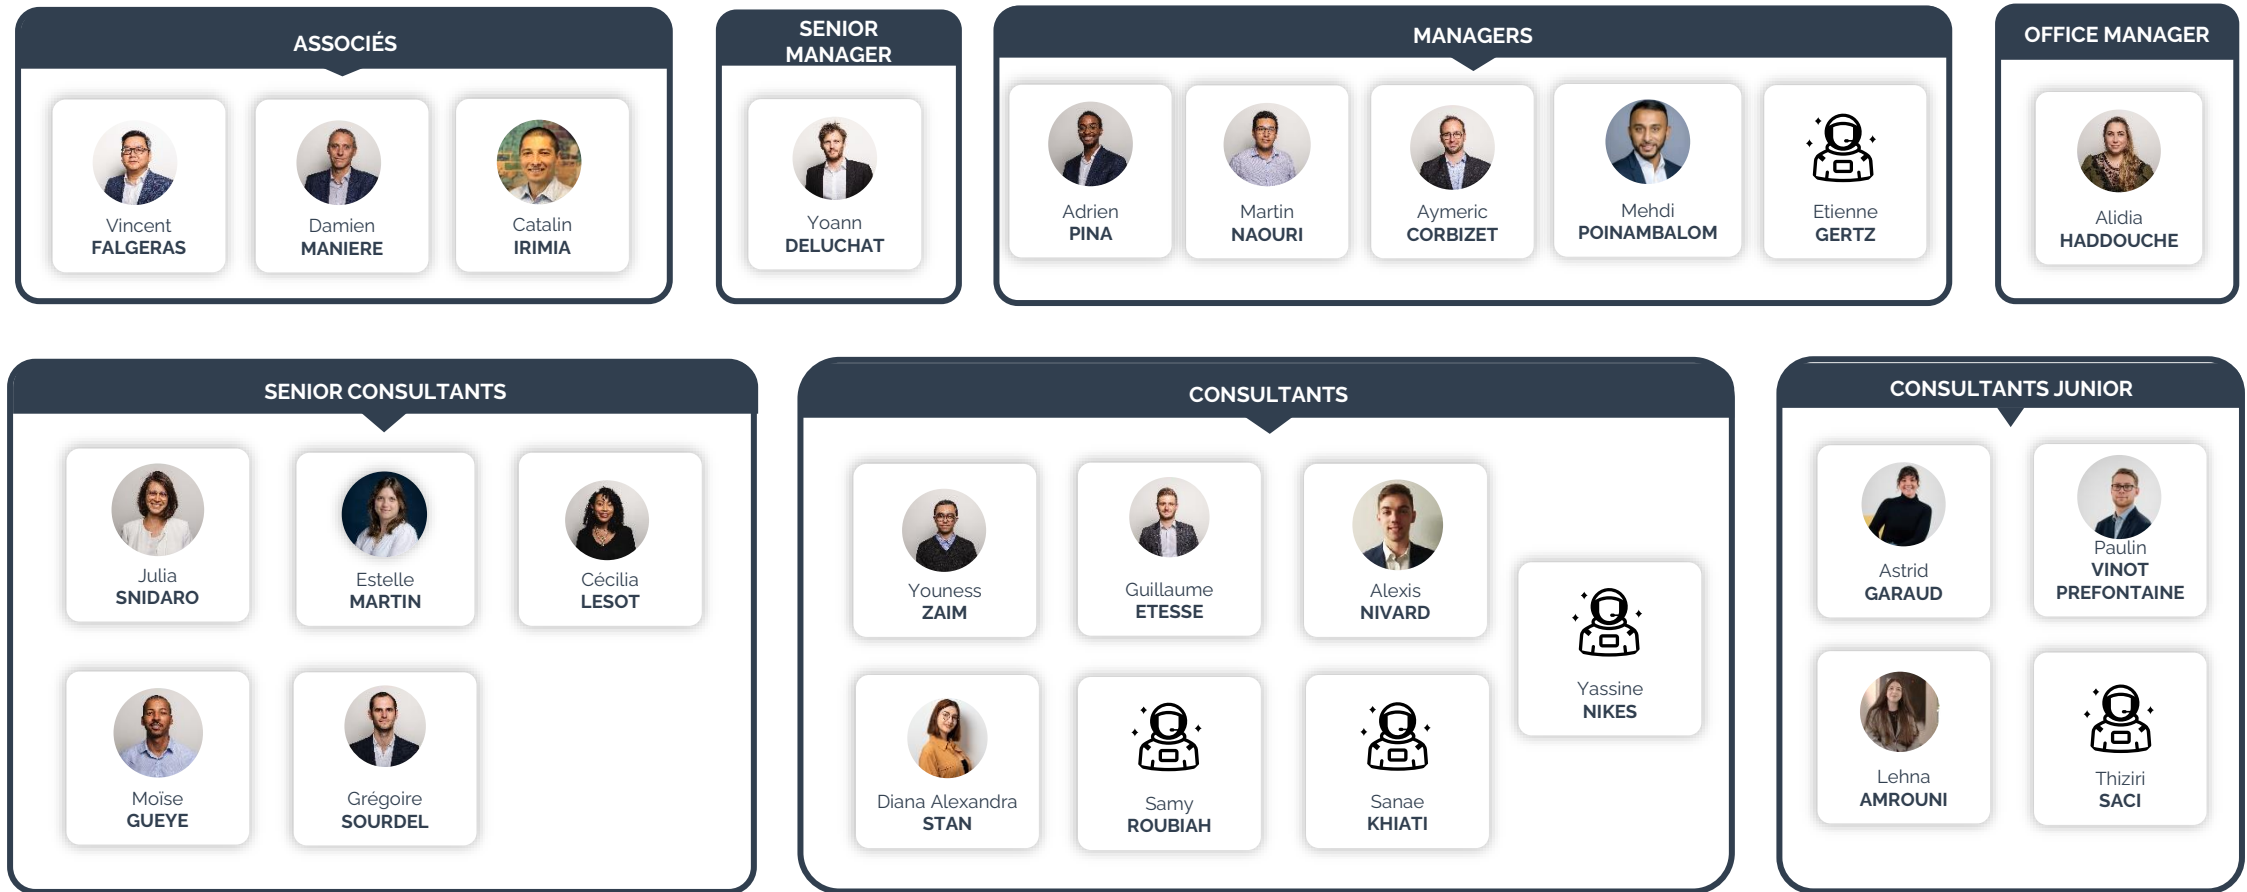 ASSOCIÉS
Vincent
FALGERAS
Damien
MANIERE
Catalin
IRIMIA
SENIOR
MANAGER
Yoann
DELUCHAT
MANAGERS
Adrien
PINA
Martin
NAOURI
Aymeric
CORBIZET
Mehdi
POINAMBALOM
Etienne
GERTZ
OFFICE MANAGER
Alidia
HADDOUCHE
SENIOR CONSULTANTS
Julia
SNIDARO
Estelle
MARTIN
Cécilia
LESOT
Moïse
GUEYE
Grégoire
SOURDEL
CONSULTANTS
Youness
ZAIM
Guillaume
ETESSE
Alexis
NIVARD
Yassine
NIKES
Diana Alexandra
STAN
Samy
ROUBIAH
Sanae
KHIATI
CONSULTANTS JUNIOR
Astrid
GARAUD
Paulin
VINOT
PREFONTAINE
Lehna
AMROUNI
Thiziri
SACI